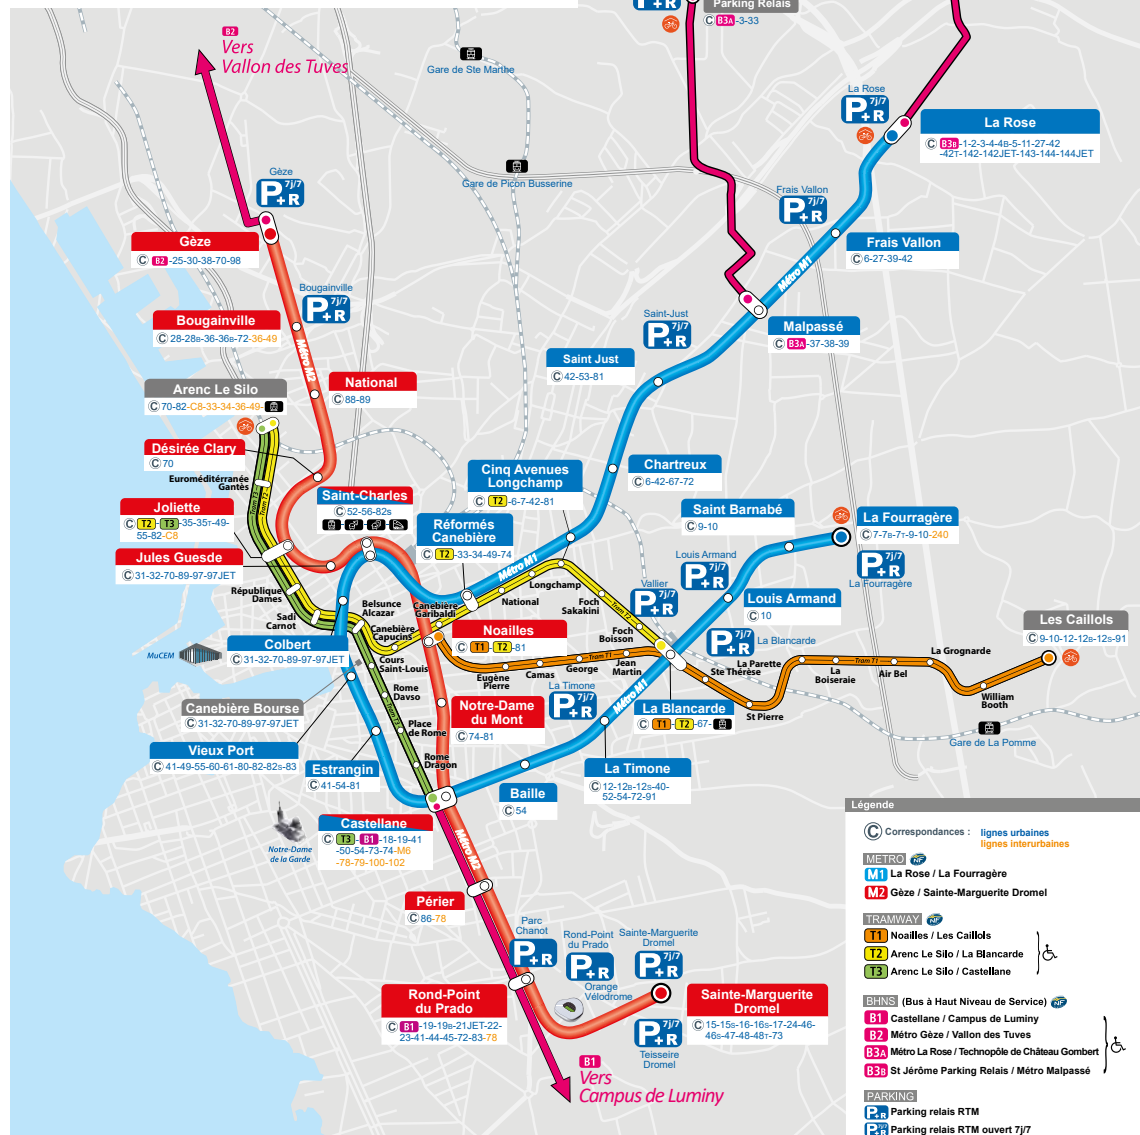 P+R
Parking Relais
C B3A-3-33
B2
Vers
Vallon des Tuves
Gare de Ste Marthe
La Rose
P+R 7j/7
La Rose
C B3B-1-2-3-4-4B-5-11-27-42
-42T-142-142JET-143-144-144JET
Gare de Picon Busserine
Gèze
P+R 7j/7
Frais Vallon
P+R 7j/7
Gèze
C B2-25-30-38-70-98
Frais Vallon
C 6-27-39-42
Métro M1
Bougainville
P+R 7j/7
Bougainville
C 28-28B-36-36B-72-36-49
Métro M2
Saint-Just
P+R 7j/7
Malpassé
C B3A-37-38-39
Saint Just
C 42-53-81
National
C 88-89
Arenc Le Silo
C 70-82-C8-33-34-36-49-
Désirée Clary
C 70
Euroméditérranée
Gantès
Tram T3
Tram T2
Chartreux
C 6-42-67-72
Cinq Avenues
Longchamp
C T2-6-7-42-81
Saint-Charles
C 52-56-82s
Joliette
C T2-T3-35-35T-49-
55-82-C8
Réformés
Canebière
C T2-33-34-49-74
Saint Barnabé
C 9-10
La Fourragère
C 7-7B-7T-9-10-240
P+R 7j/7
La Fourragère
Jules Guesde
C 31-32-70-89-97-97JET
Métro M1
Louis Armand
P+R 7j/7
Louis Armand
C 10
République
Dames
Sadi
Carnot
Belsunce
Alcazar
Canebière
Garibaldi
Canebière
Capucins
National
Longchamp
Foch
Sakakini
Tram T2
Foch
Boisson
Vallier
P+R 7j/7
P+R 7j/7
La Blancarde
Les Caillols
C 9-10-12-12B-12s-91
Colbert
C 31-32-70-89-97-97JET
MuCEM
Cours
Saint-Louis
Noailles
C T1-T2-81
Eugène
Pierre
Camas
George
Tram T1
Jean
Martin
Ste Thérèse
La Parette
St Pierre
La
Boiseraie
Tram T1
Air Bel
La Grognarde
William
Booth
Canebière Bourse
C 31-32-70-89-97-97JET
Rome
Davso
Tram T3
Place
de Rome
Rome
Dragon
Notre-Dame
du Mont
C 74-81
La Timone
P+R 7j/7
Métro M1
La Blancarde
C T1-T2-67-
Gare de La Pomme
Vieux Port
C 41-49-55-60-61-80-82-82s-83
Estrangin
C 41-54-81
La Timone
C 12-12B-12s-40-
52-54-72-91
Baille
C 54
Notre-Dame
de la Garde
Castellane
C T3-B1-18-19-41
-50-54-73-74-M6
-78-79-100-102
Métro M2
Périer
C 86-78
Parc
Chanot
P+R
Rond-Point
du Prado
P+R
Orange
Vélodrome
Sainte-Marguerite
Dromel
P+R 7j/7
Rond-Point
du Prado
C B1-19-19B-21JET-22-
23-41-44-45-72-83-78
Sainte-Marguerite
Dromel
C 15-15s-16-16s-17-24-46-
46s-47-48-48T-73
P+R 7j/7
Teisseire
Dromel
B1
Vers
Campus de Luminy
Légende
C Correspondances : lignes urbaines
lignes interurbaines
METRO NF
M1 La Rose / La Fourragère
M2 Gèze / Sainte-Marguerite Dromel
TRAMWAY NF
T1 Noailles / Les Caillols
T2 Arenc Le Silo / La Blancarde
T3 Arenc Le Silo / Castellane
BHNS (Bus à Haut Niveau de Service) NF
B1 Castellane / Campus de Luminy
B2 Métro Gèze / Vallon des Tuves
B3A Métro La Rose / Technopôle de Château Gombert
B3B St Jérôme Parking Relais / Métro Malpassé
PARKING
P+R Parking relais RTM
P+R 7j/7 Parking relais RTM ouvert 7j/7